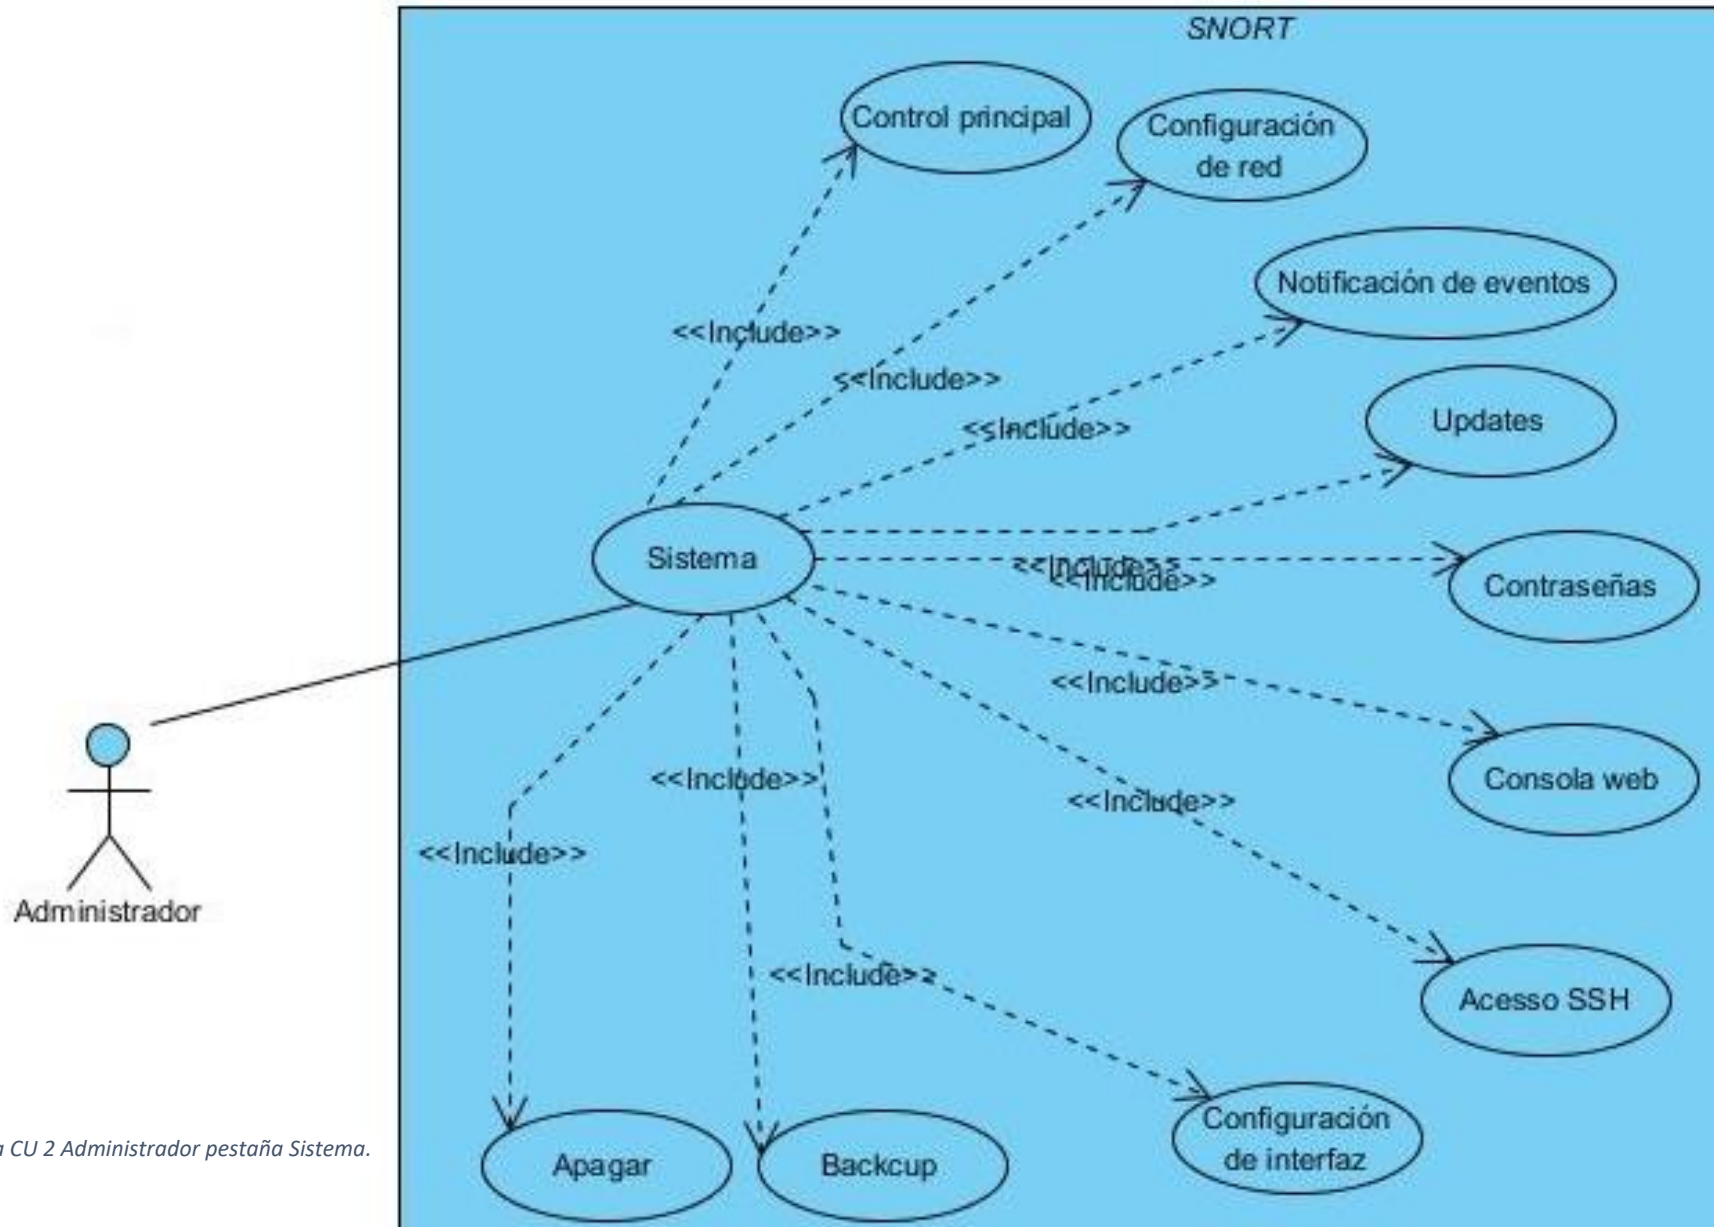 SNORT
Control principal
Configuración
de red
Notificación de eventos
<<Include>>
<<Include>>
Updates
<<Include>>
Sistema
<<Include>>
<<Include>>
Contraseñas
<<Include>>
<<Include>>
Consola web
<<Include>>
<<Include>>
Administrador
<<Include>>
Acesso SSH
Configuración
de interfaz
CU 2 Administrador pestaña Sistema.
Apagar
Backcup